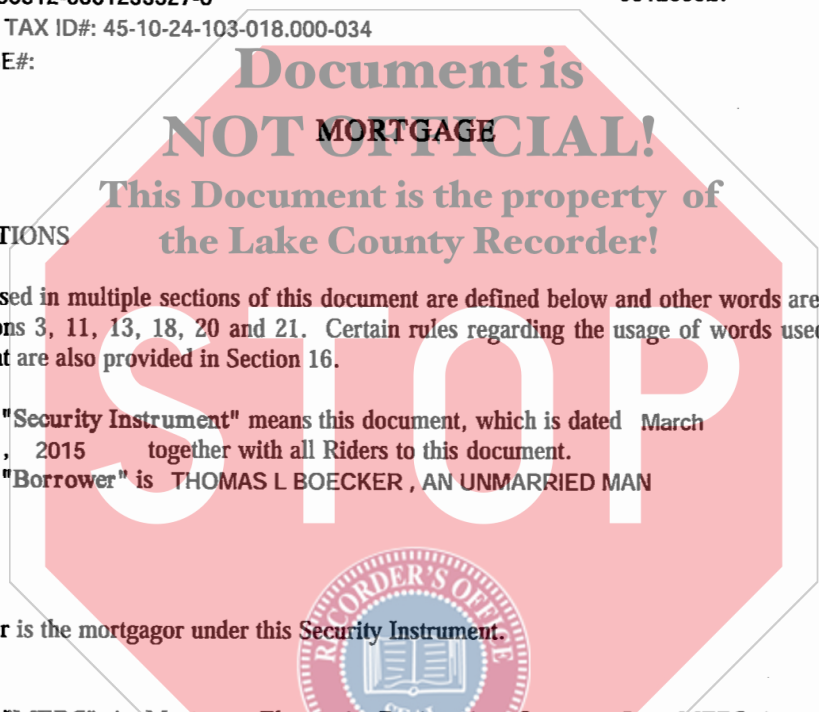 TAX ID#: 45-10-24-103-018.000-034
E#:
Document is
NOT OFFICIAL!
MORTGAGE
This Document is the property of
the Lake County Recorder!
TIONS
sed in multiple sections of this document are defined below and other words are
ns 3, 11, 13, 18, 20 and 21. Certain rules regarding the usage of words used
t are also provided in Section 16.
"Security Instrument" means this document, which is dated March
, 2015 together with all Riders to this document.
"Borrower" is THOMAS L BOECKER , AN UNMARRIED MAN
STOP
RECORDER'S OFFICE
r is the mortgagor under this Security Instrument.